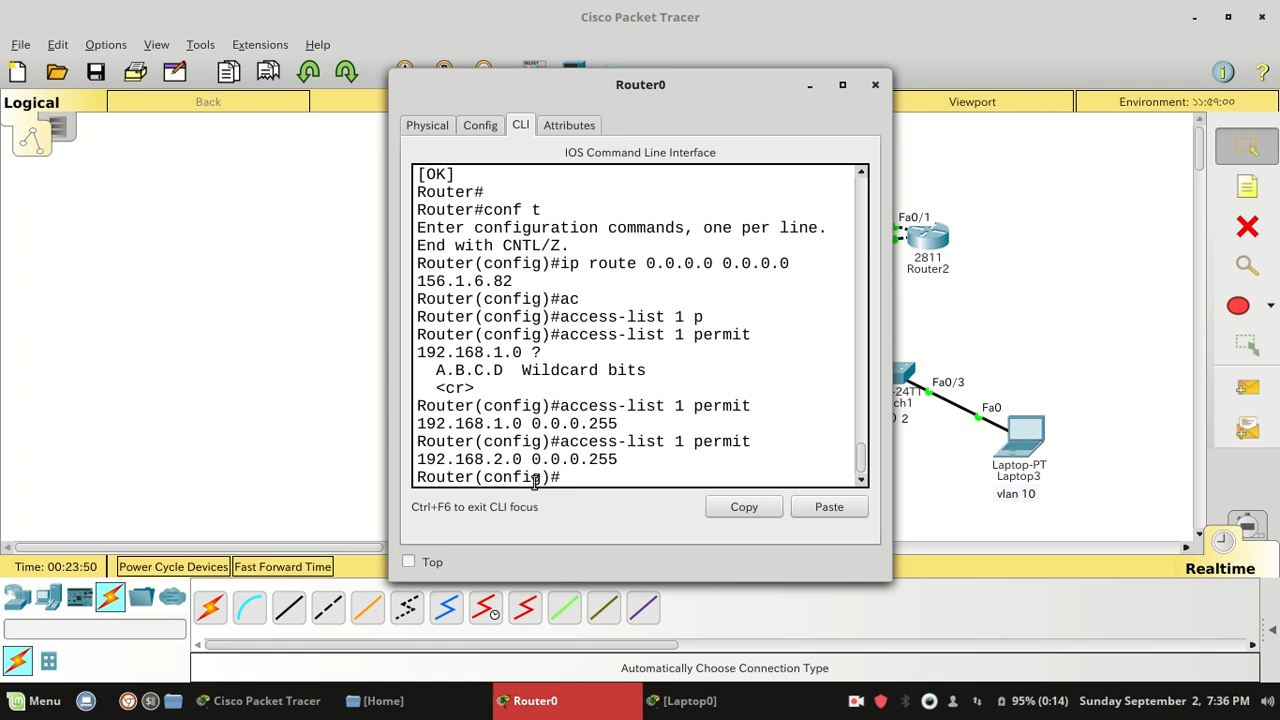 Cisco Packet Tracer
File Edit Options View Tools Extensions Help
Logical
Back
Viewport
Environment: ১১:৫৭:০০
Router0
Physical Config CLI Attributes
IOS Command Line Interface
[OK]
Router#
Router#conf t
Enter configuration commands, one per line.
End with CNTL/Z.
Router(config)#ip route 0.0.0.0 0.0.0.0
156.1.6.82
Router(config)#ac
Router(config)#access-list 1 p
Router(config)#access-list 1 permit
192.168.1.0 ?
A.B.C.D Wildcard bits
<cr>
Router(config)#access-list 1 permit
192.168.1.0 0.0.0.255
Router(config)#access-list 1 permit
192.168.2.0 0.0.0.255
Router(config)#
Ctrl+F6 to exit CLI focus
Copy
Paste
Top
Fa0/1
2811
Router2
Fa0/3
-24TT
ch1
2
Fa0
Laptop-PT
Laptop3
vlan 10
Time: 00:23:50
Power Cycle Devices
Fast Forward Time
Realtime
Automatically Choose Connection Type
Menu
Cisco Packet Tracer
[Home]
Router0
[Laptop0]
95% (0:14)
Sunday September 2, 7:36 PM